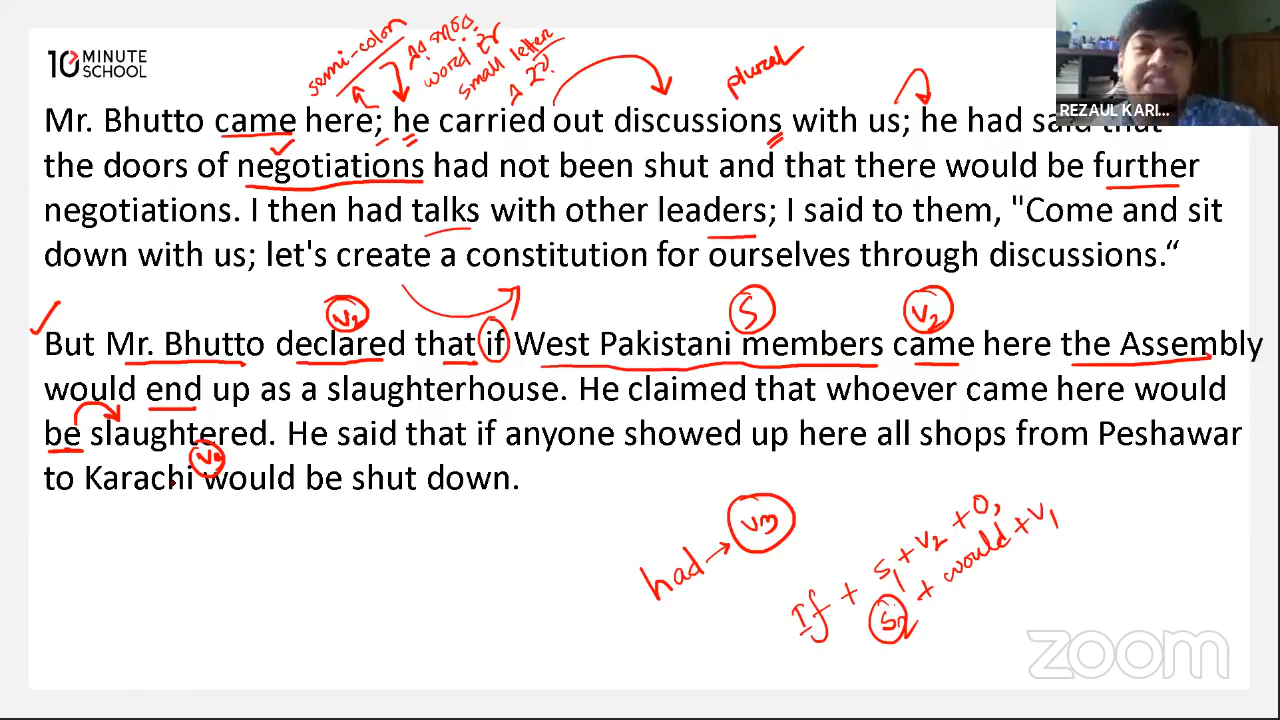 10 MINUTE SCHOOL
semi-colon
word
small letter
plural
REZAUL KARI...
Mr. Bhutto came here; he carried out discussions with us; he had said that
the doors of negotiations had not been shut and that there would be further
negotiations. I then had talks with other leaders; I said to them, "Come and sit
down with us; let's create a constitution for ourselves through discussions.“
V2 S V2
But Mr. Bhutto declared that if West Pakistani members came here the Assembly
would end up as a slaughterhouse. He claimed that whoever came here would
be slaughtered. He said that if anyone showed up here all shops from Peshawar
to Karachi would be shut down.
had → V3
If + S1 + V2 + O,
S2 + would + V1
zoom